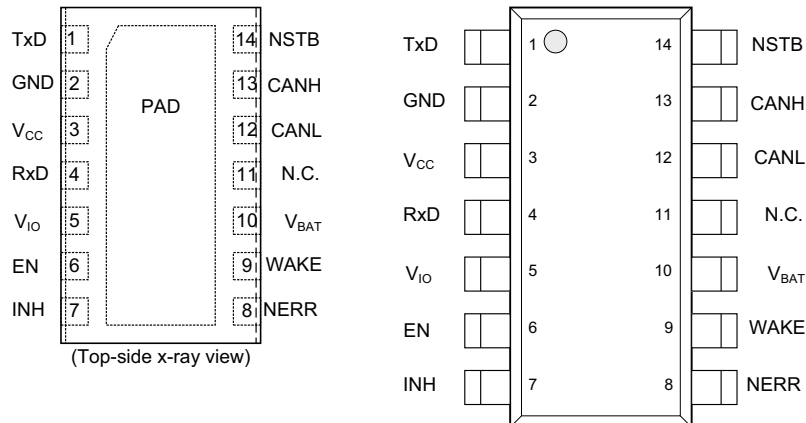 TxD 1 14 NSTB
GND 2 13 CANH
PAD
VCC 3 12 CANL
RxD 4 11 N.C.
VIO 5 10 VBAT
EN 6 9 WAKE
INH 7 8 NERR
(Top-side x-ray view)
TxD 1 14 NSTB
GND 2 13 CANH
VCC 3 12 CANL
RxD 4 11 N.C.
VIO 5 10 VBAT
EN 6 9 WAKE
INH 7 8 NERR